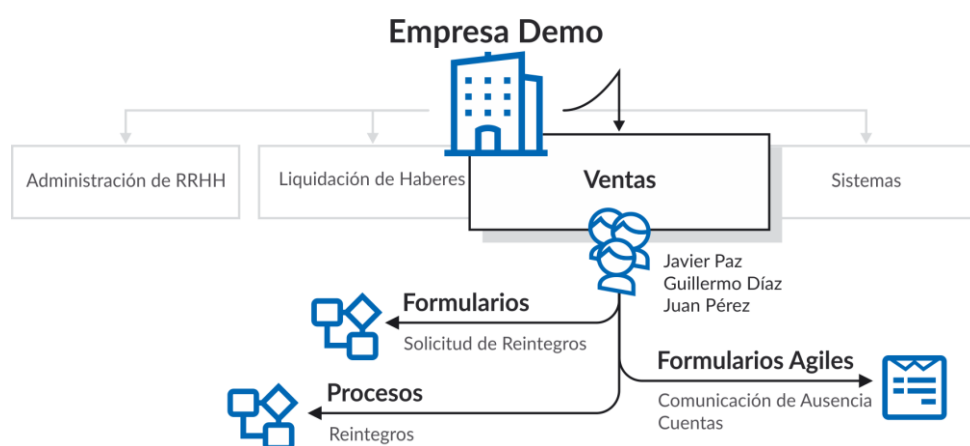 Empresa Demo
Administración de RRHH
Liquidación de Haberes
Ventas
Sistemas
Javier Paz
Guillermo Díaz
Juan Pérez
Formularios
Solicitud de Reintegros
Formularios Agiles
Comunicación de Ausencia
Cuentas
Procesos
Reintegros